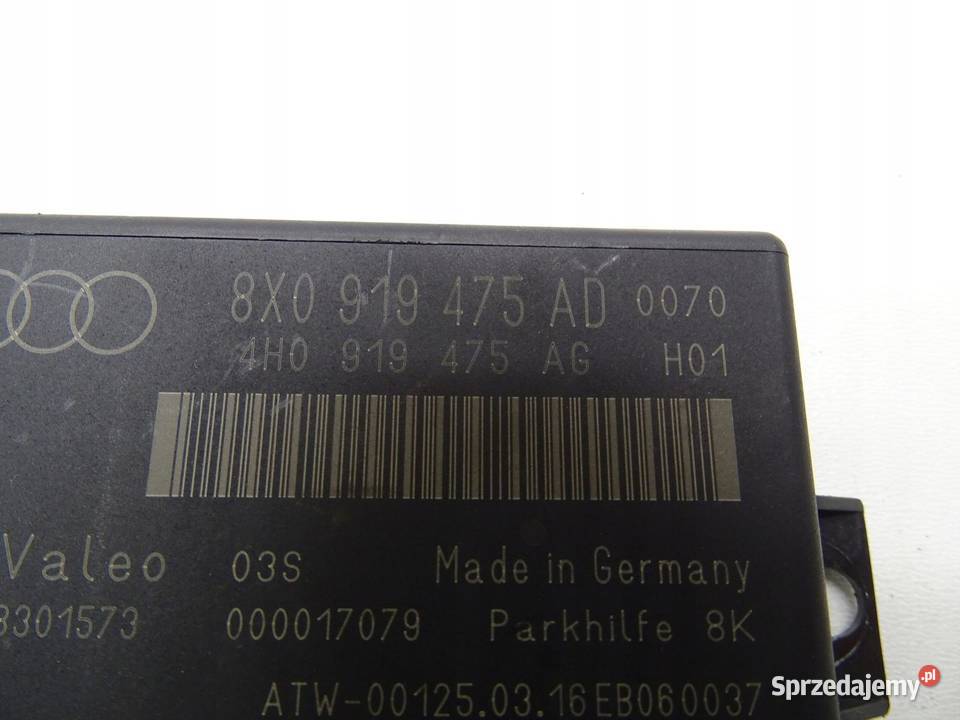 8X0 919 475 AD 0070
4H0 919 475 AG H01
Valeo 03S Made in Germany
000017079 Parkhilfe 8K
ATW-00125.03.16EB060037
Sprzedajemy.pl